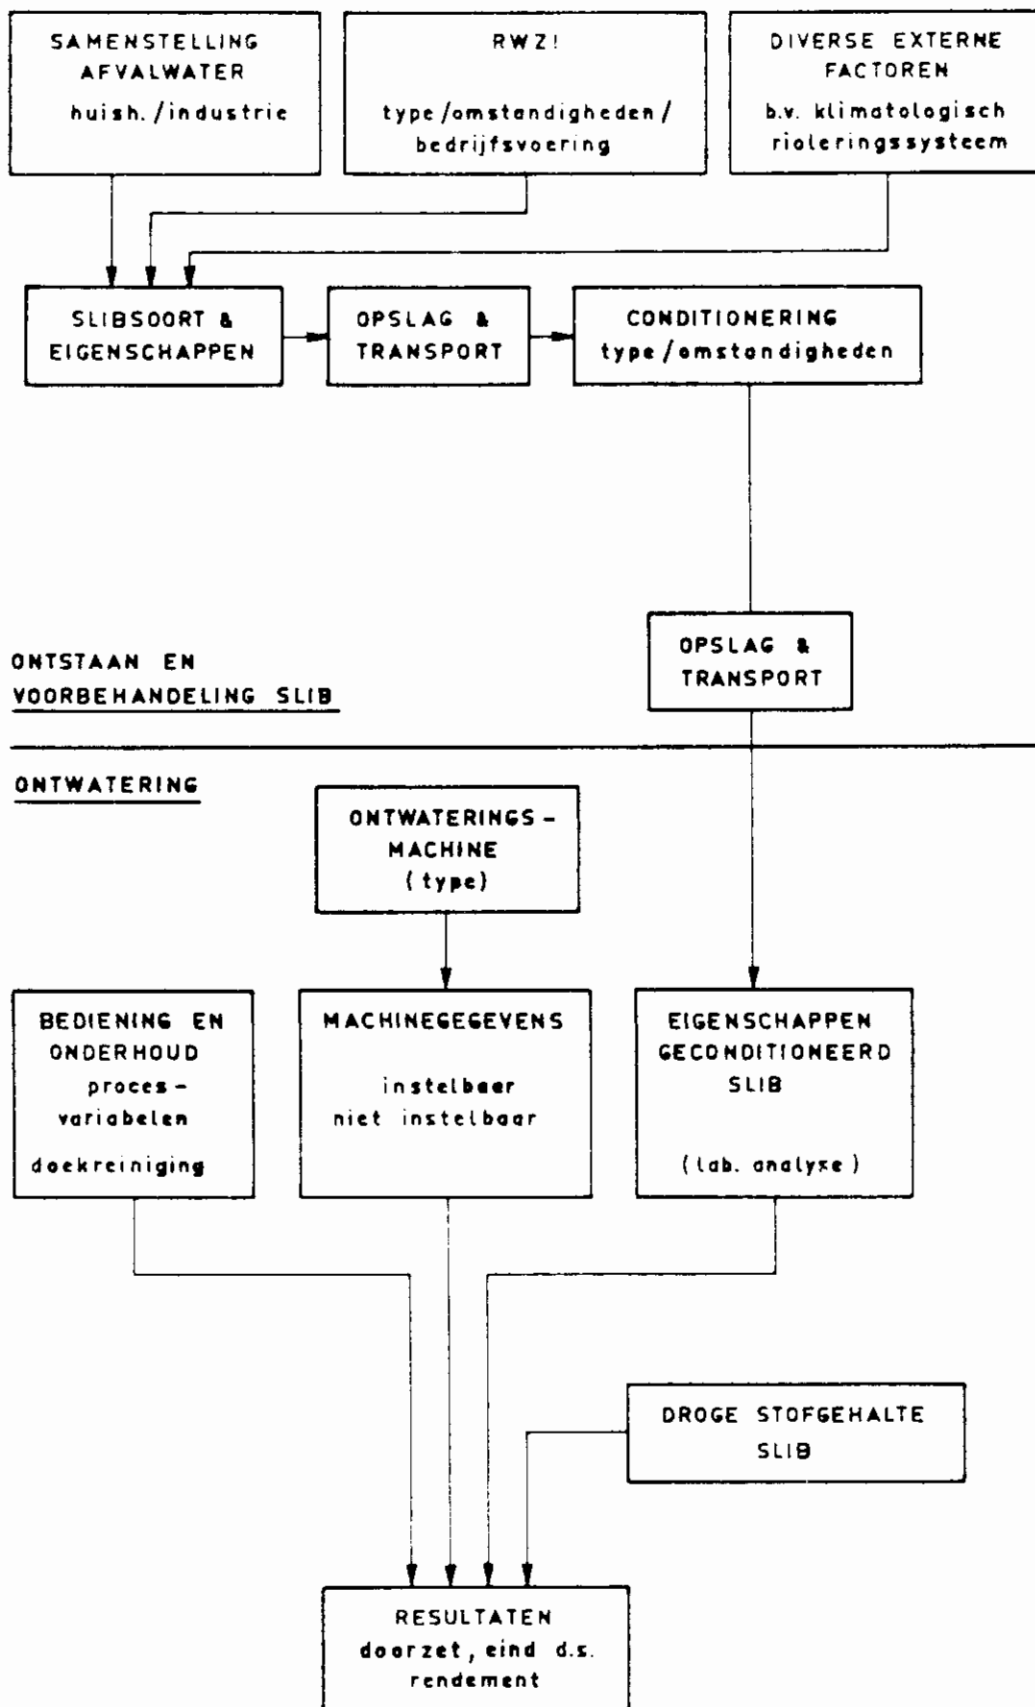 SAMENSTELLING
AFVALWATER
huish./industrie
RWZI
type/omstandigheden/
bedrijfsvoering
DIVERSE EXTERNE
FACTOREN
b.v. klimatologisch
rioleringssysteem
SLIBSOORT &
EIGENSCHAPPEN
OPSLAG &
TRANSPORT
CONDITIONERING
type/omstandigheden
OPSLAG &
TRANSPORT
ONTSTAAN EN
VOORBEHANDELING SLIB
ONTWATERING
ONTWATERINGS-
MACHINE
(type)
BEDIENING EN
ONDERHOUD
proces-
variabelen
doekreiniging
MACHINEGEGEVENS
instelbaar
niet instelbaar
EIGENSCHAPPEN
GECONDITIONEERD
SLIB
(lab. analyse)
DROGE STOFGEHALTE
SLIB
RESULTATEN
doorzet, eind d.s.
rendement